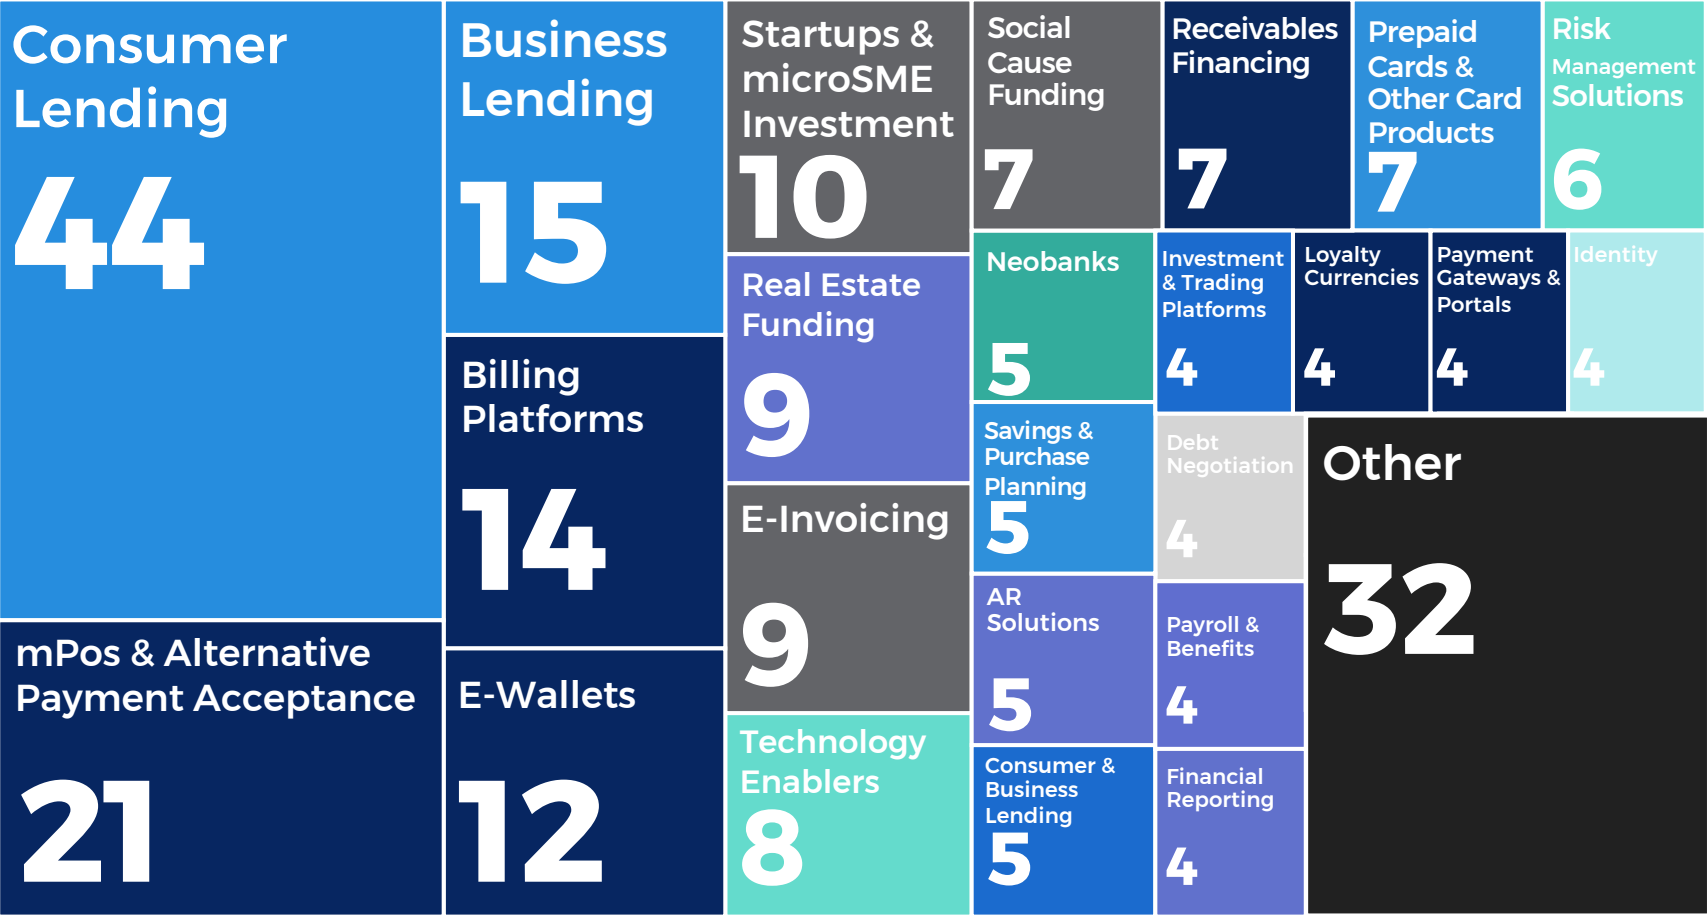 Consumer
Lending
44
mPos & Alternative
Payment Acceptance
21
Business
Lending
15
Billing
Platforms
14
E-Wallets
12
Startups &
microSME
Investment
10
Real Estate
Funding
9
E-Invoicing
9
Technology
Enablers
8
Social
Cause
Funding
7
Receivables
Financing
7
Prepaid
Cards &
Other Card
Products
7
Risk
Management
Solutions
6
Neobanks
5
Savings &
Purchase
Planning
5
AR
Solutions
5
Consumer &
Business
Lending
5
Investment
& Trading
Platforms
4
Loyalty
Currencies
4
Payment
Gateways &
Portals
4
Identity
4
Debt
Negotiation
4
Payroll &
Benefits
4
Financial
Reporting
4
Other
32